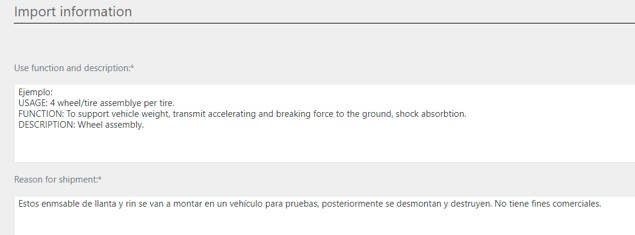 Import information
Use function and description:*
Ejemplo:
USAGE: 4 wheel/tire assemblye per tire.
FUNCTION: To support vehicle weight, transmit accelerating and breaking force to the ground, shock absorbtion.
DESCRIPTION: Wheel assembly.
Reason for shipment:*
Estos enmsable de llanta y rin se van a montar en un vehículo para pruebas, posteriormente se desmontan y destruyen. No tiene fines comerciales.